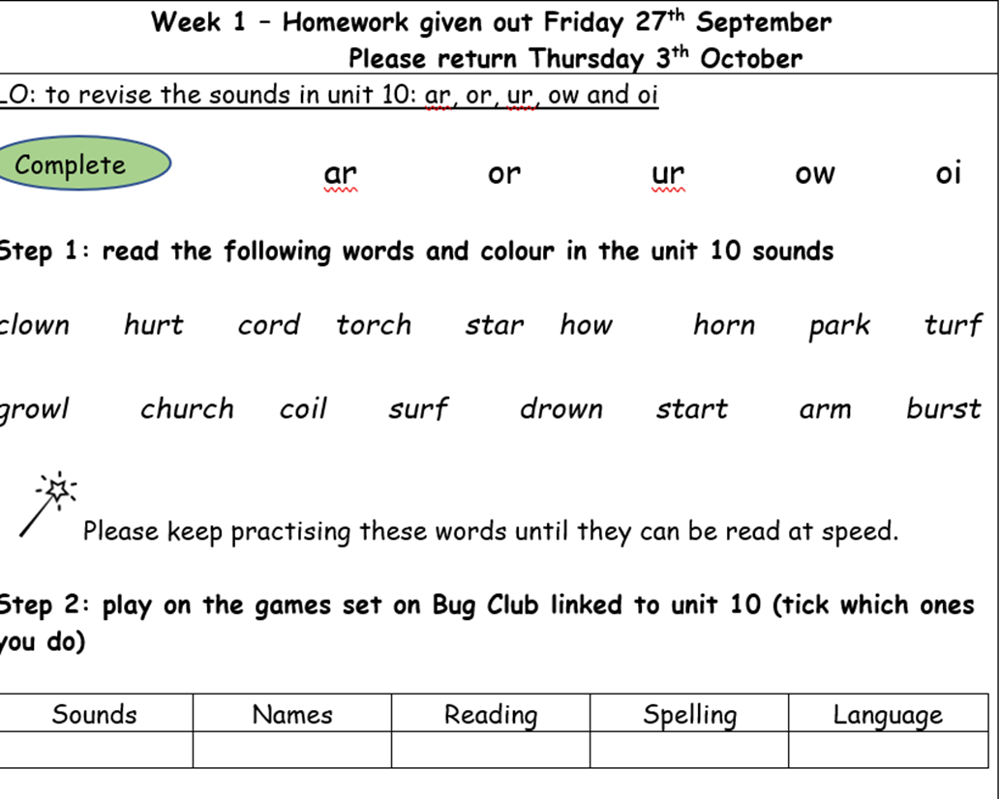 Week 1 – Homework given out Friday 27th September
Please return Thursday 3th October
LO: to revise the sounds in unit 10: ar, or, ur, ow and oi
Complete ar or ur ow oi
Step 1: read the following words and colour in the unit 10 sounds
clown hurt cord torch star how horn park turf
growl church coil surf drown start arm burst
Please keep practising these words until they can be read at speed.
Step 2: play on the games set on Bug Club linked to unit 10 (tick which ones
you do)
Sounds Names Reading Spelling Language